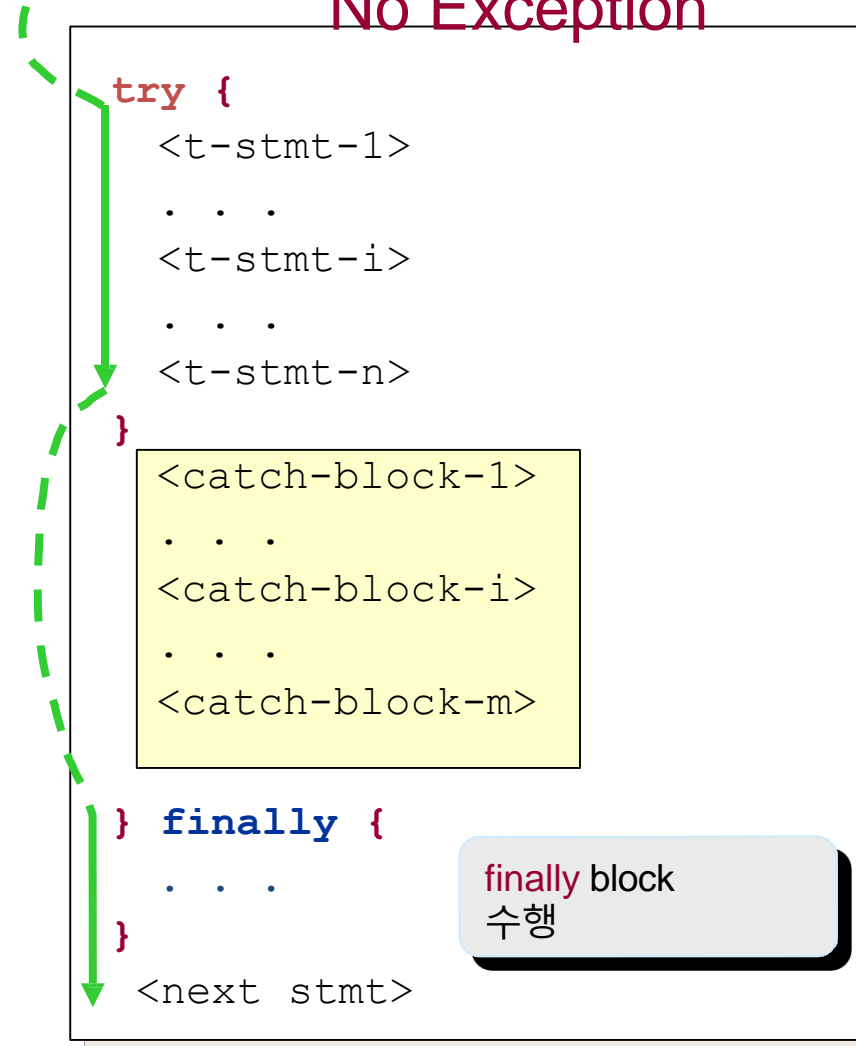 No Exception
try {
<t-stmt-1>
. . .
<t-stmt-i>
. . .
<t-stmt-n>
}
<catch-block-1>
. . .
<catch-block-i>
. . .
<catch-block-m>
} finally {
. . .
}
<next stmt>
finally block
수행